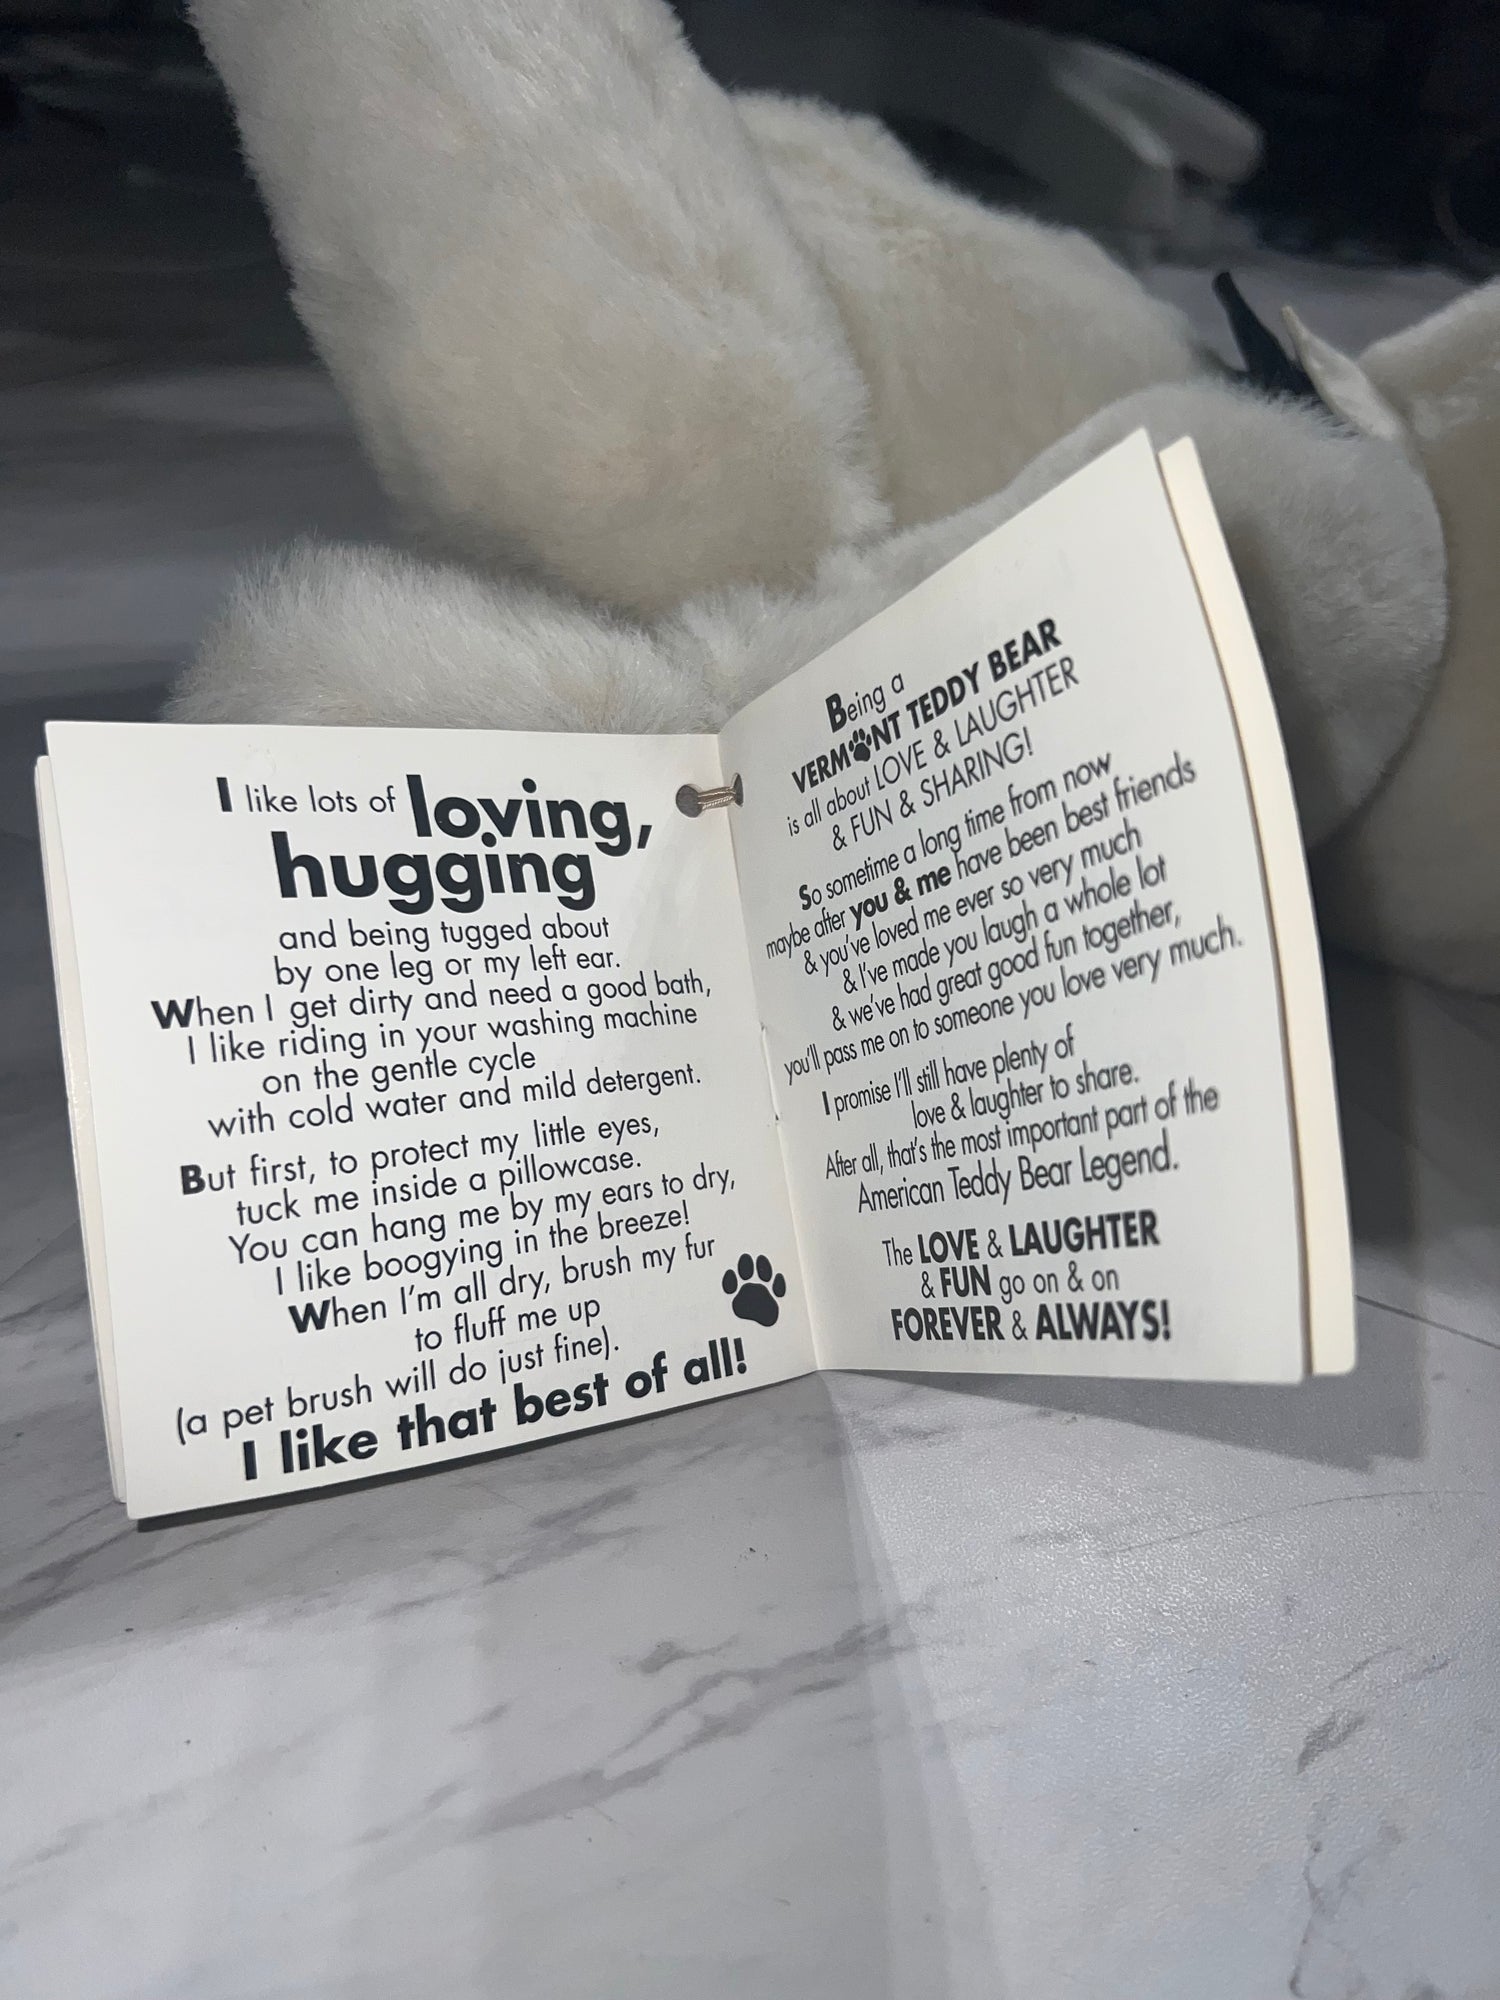 I like lots of loving,
hugging
and being tugged about
by one leg or my left ear.
When I get dirty and need a good bath,
I like riding in your washing machine
on the gentle cycle
with cold water and mild detergent.
But first, to protect my little eyes,
tuck me inside a pillowcase.
You can hang me by my ears to dry,
I like boogying in the breeze!
When I'm all dry, brush my fur
to fluff me up
(a pet brush will do just fine).
I like that best of all!
Being a
VERMONT TEDDY BEAR
is all about LOVE & LAUGHTER
& FUN & SHARING!
So sometime a long time from now
maybe after you & me have been best friends
& you've loved me ever so very much
& I've made you laugh a whole lot
& we've had great good fun together,
you'll pass me on to someone you love very much.
I promise I'll still have plenty of
love & laughter to share.
After all, that's the most important part of the
American Teddy Bear Legend.
The LOVE & LAUGHTER
& FUN go on & on
FOREVER & ALWAYS!